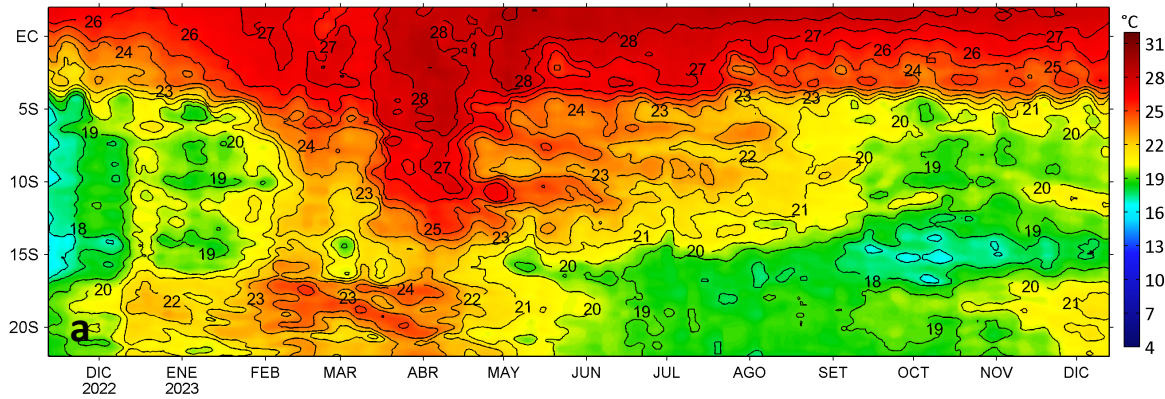 °C
EC
5S
10S
15S
20S
31
28
25
22
19
16
13
10
7
4
26 26 27 27 28 28 27 26 26 27
24 28 27 24 25
23 23 23
28 24 23 21
19 20 24 27 22 20 20 20
19 23 23 19
18 25 23 21 21 20 19
19 20 20 18
20 22 23 23 24 22 21 20 19 20 21
a 19
DIC ENE FEB MAR ABR MAY JUN JUL AGO SET OCT NOV DIC
2022 2023